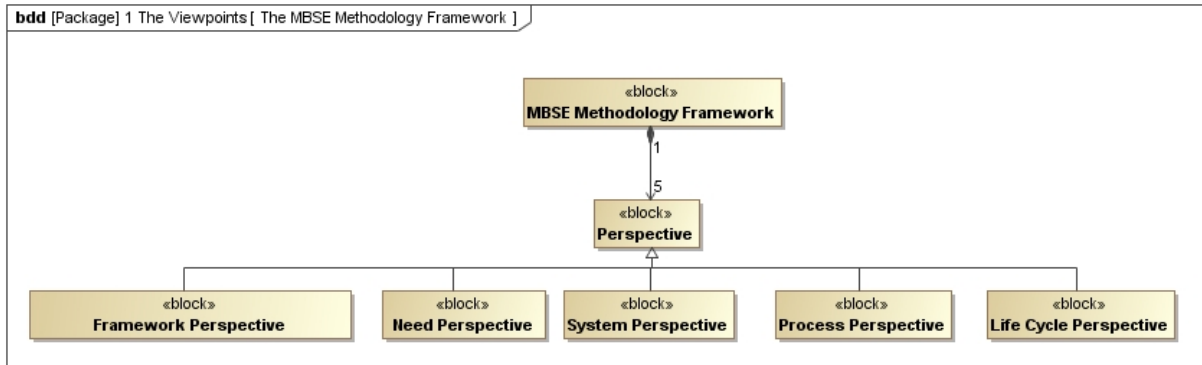 bdd [Package] 1 The Viewpoints [ The MBSE Methodology Framework ]
«block»
MBSE Methodology Framework
1
5
«block»
Perspective
«block»
Framework Perspective
«block»
Need Perspective
«block»
System Perspective
«block»
Process Perspective
«block»
Life Cycle Perspective